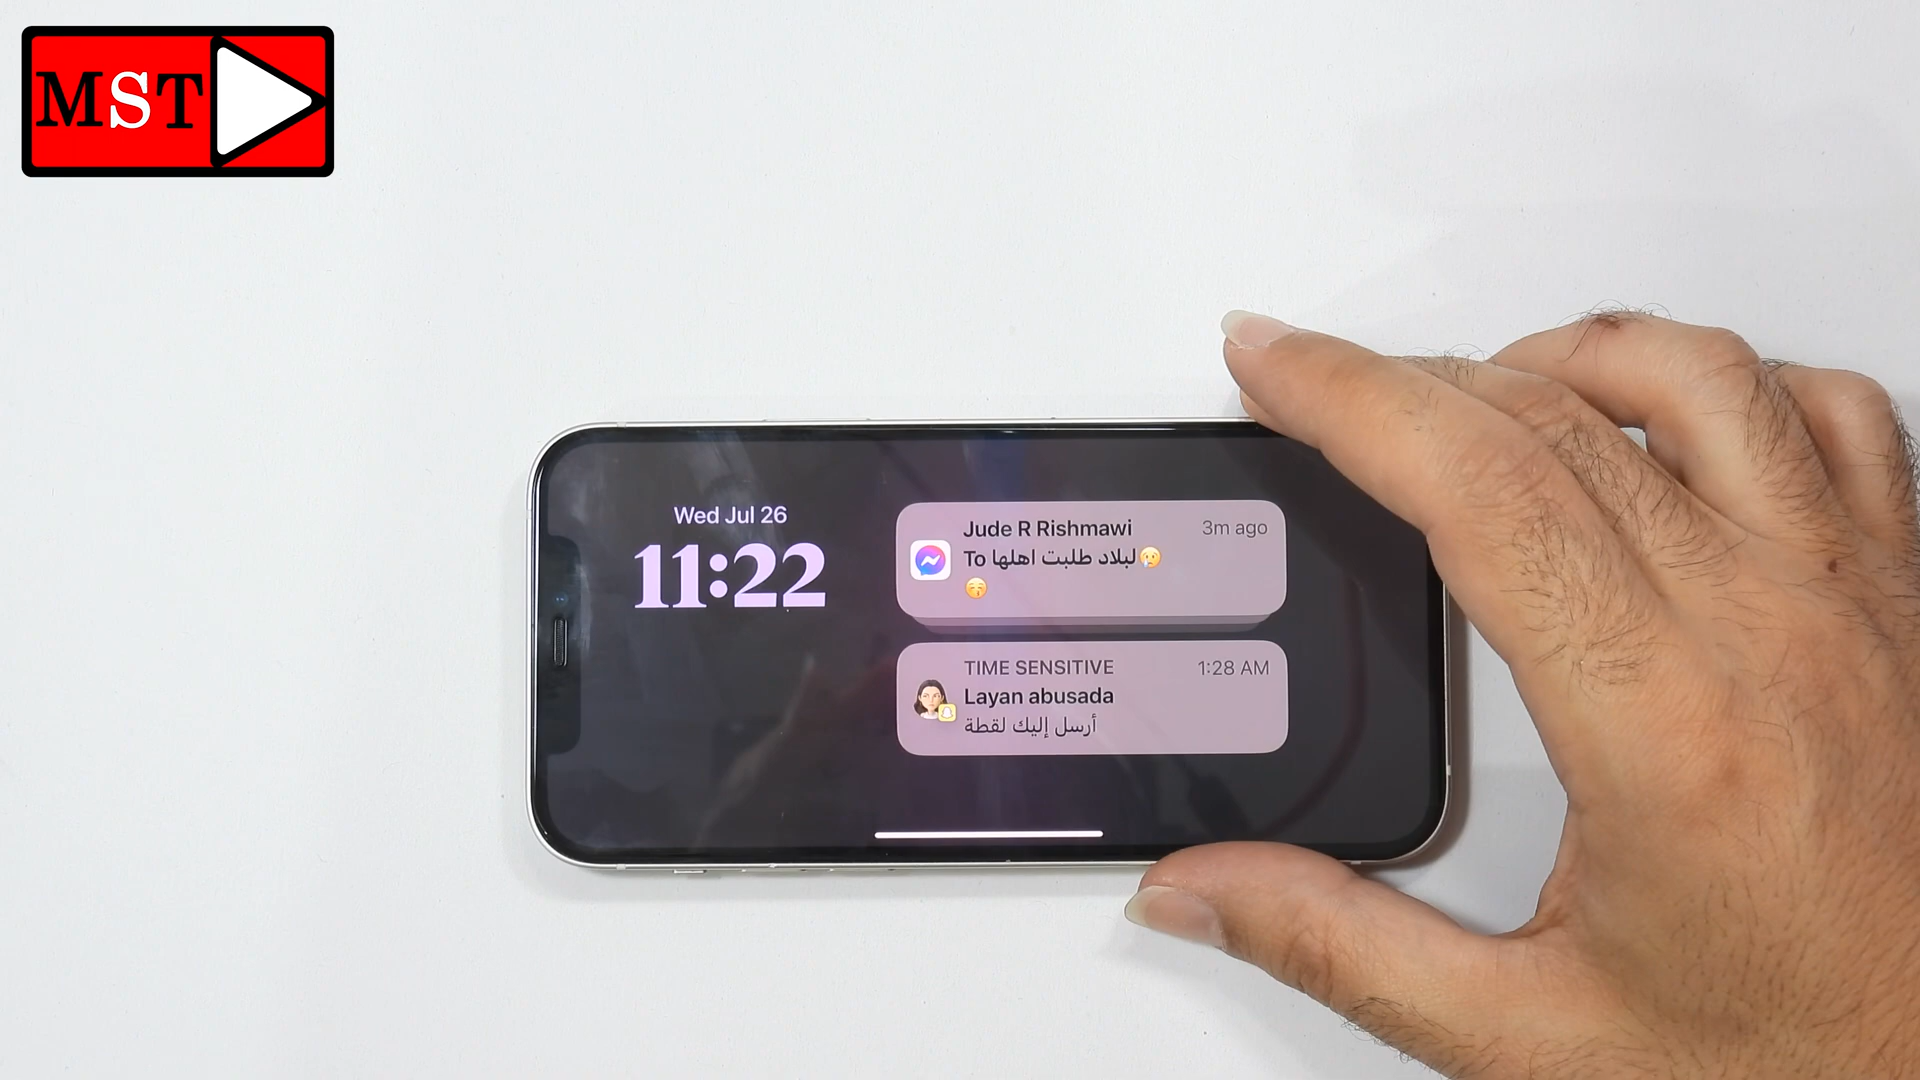 MST
Wed Jul 26
11:22
Jude R Rishmawi 3m ago
To لبلاد طلبت اهلها😢
😚
TIME SENSITIVE 1:28 AM
Layan abusada
أرسل إليك لقطة